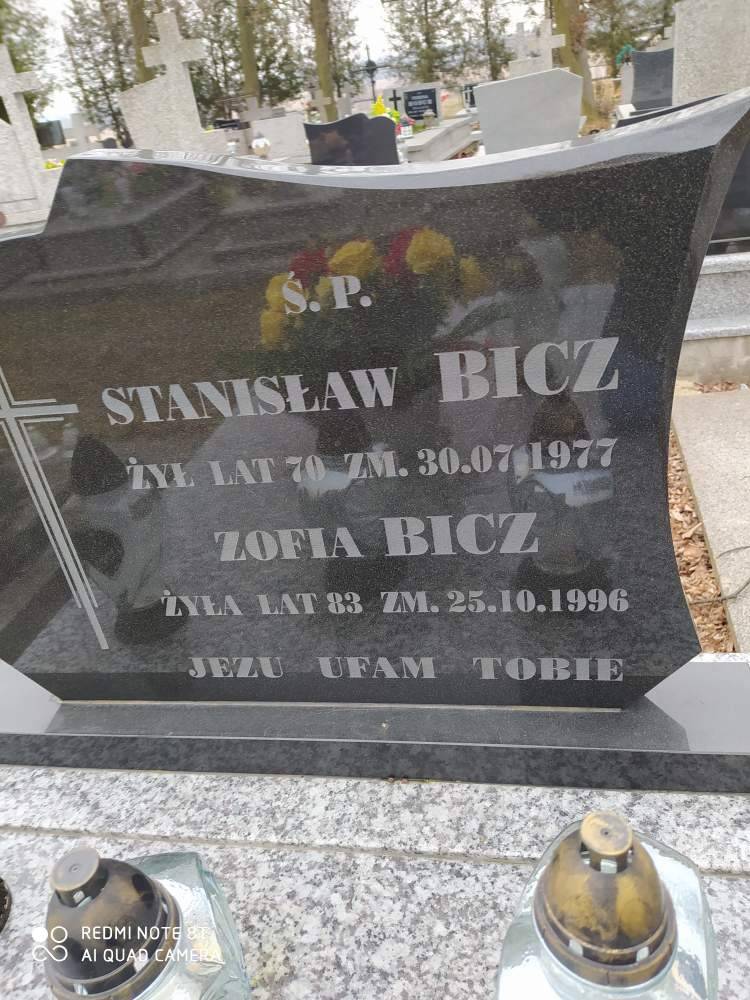 Ś. P.
STANISŁAW BICZ
ŻYŁ LAT 70 ZM. 30.07.1977
ZOFIA BICZ
ŻYŁA LAT 83 ZM. 25.10.1996
JEZU UFAM TOBIE
REDMI NOTE 8T
AI QUAD CAMERA